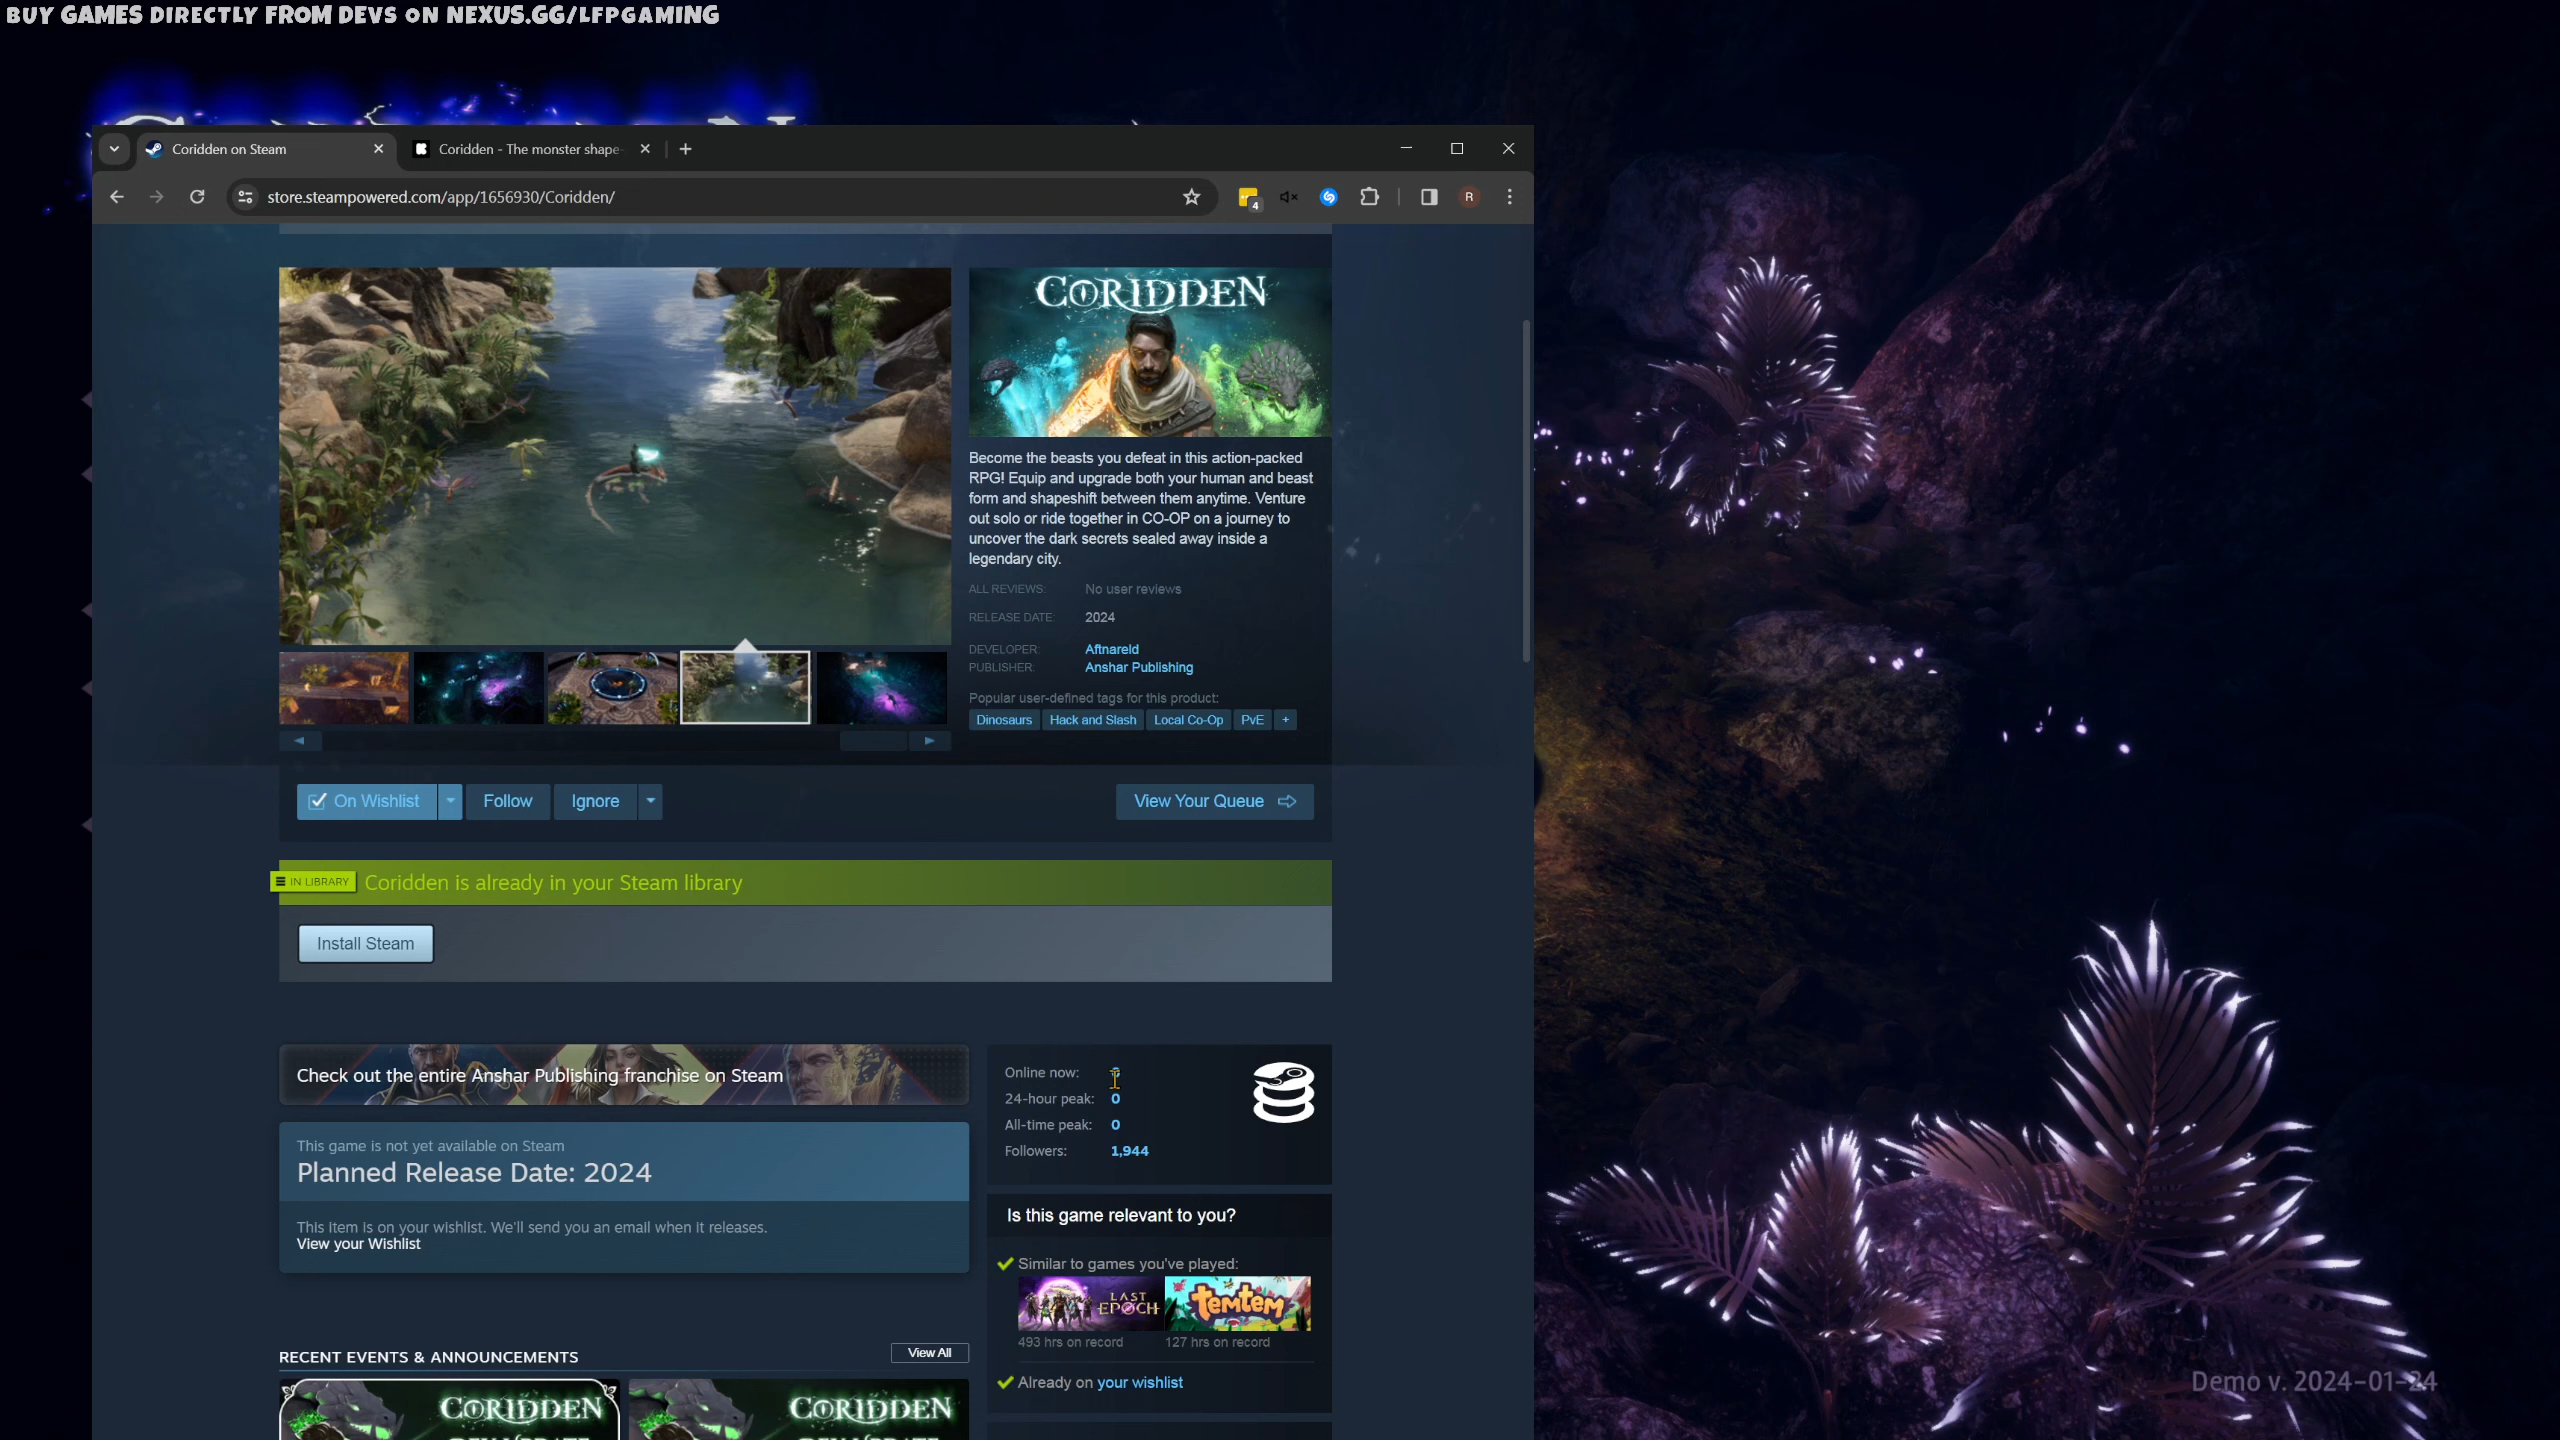 BUY GAMES DIRECTLY FROM DEVS ON NEXUS.GG/LFPGAMING
Coridden on Steam
Coridden - The monster shape-
store.steampowered.com/app/1656930/Coridden/
4
R
CORIDDEN
Become the beasts you defeat in this action-packed
RPG! Equip and upgrade both your human and beast
form and shapeshift between them anytime. Venture
out solo or ride together in CO-OP on a journey to
uncover the dark secrets sealed away inside a
legendary city.
ALL REVIEWS: No user reviews
RELEASE DATE: 2024
DEVELOPER: Aftnareld
PUBLISHER: Anshar Publishing
Popular user-defined tags for this product:
Dinosaurs Hack and Slash Local Co-Op PvE +
On Wishlist Follow Ignore View Your Queue
IN LIBRARY Coridden is already in your Steam library
Install Steam
Check out the entire Anshar Publishing franchise on Steam
Online now:
24-hour peak: 0
All-time peak: 0
Followers: 1,944
This game is not yet available on Steam
Planned Release Date: 2024
This item is on your wishlist. We'll send you an email when it releases.
View your Wishlist
Is this game relevant to you?
Similar to games you've played:
LAST EPOCH temtem
493 hrs on record 127 hrs on record
Already on your wishlist
RECENT EVENTS & ANNOUNCEMENTS View All
CORIDDEN CORIDDEN
Demo v. 2024-01-24